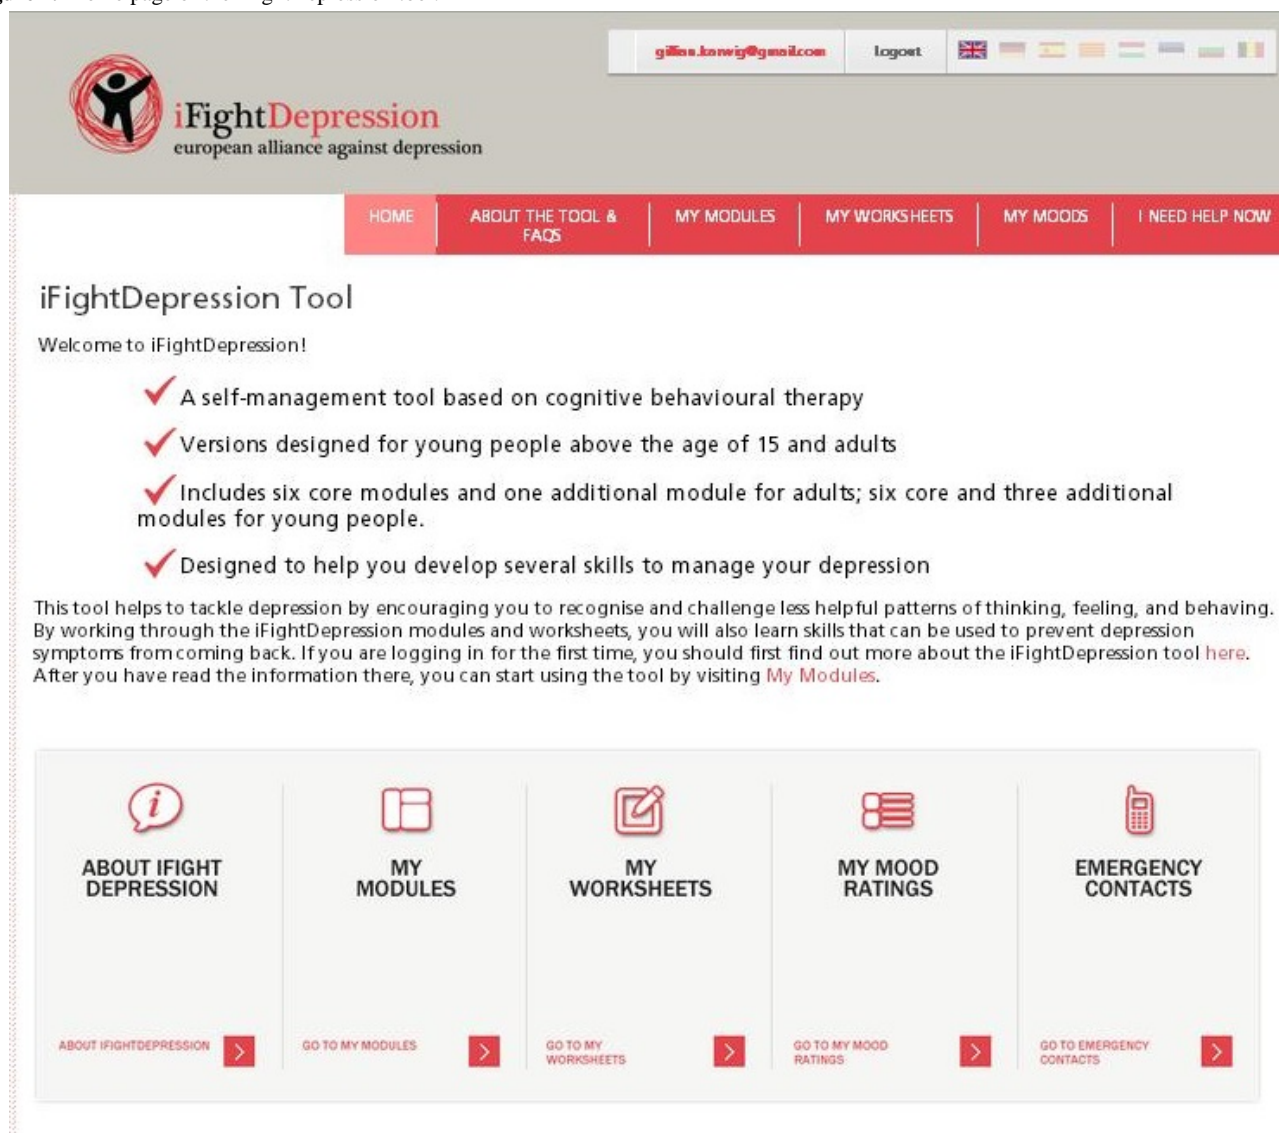 gillian.kanwig@gmail.com Logout
iFightDepression
european alliance against depression
HOME ABOUT THE TOOL & FAQS MY MODULES MY WORKSHEETS MY MOODS I NEED HELP NOW
iFightDepression Tool
Welcome to iFightDepression!
A self-management tool based on cognitive behavioural therapy
Versions designed for young people above the age of 15 and adults
Includes six core modules and one additional module for adults; six core and three additional
modules for young people.
Designed to help you develop several skills to manage your depression
This tool helps to tackle depression by encouraging you to recognise and challenge less helpful patterns of thinking, feeling, and behaving.
By working through the iFightDepression modules and worksheets, you will also learn skills that can be used to prevent depression
symptoms from coming back. If you are logging in for the first time, you should first find out more about the iFightDepression tool here.
After you have read the information there, you can start using the tool by visiting My Modules.
ABOUT IFIGHT
DEPRESSION
MY
MODULES
MY
WORKSHEETS
MY MOOD
RATINGS
EMERGENCY
CONTACTS
ABOUT IFIGHTDEPRESSION
GO TO MY MODULES
GO TO MY
WORKSHEETS
GO TO MY MOOD
RATINGS
GO TO EMERGENCY
CONTACTS